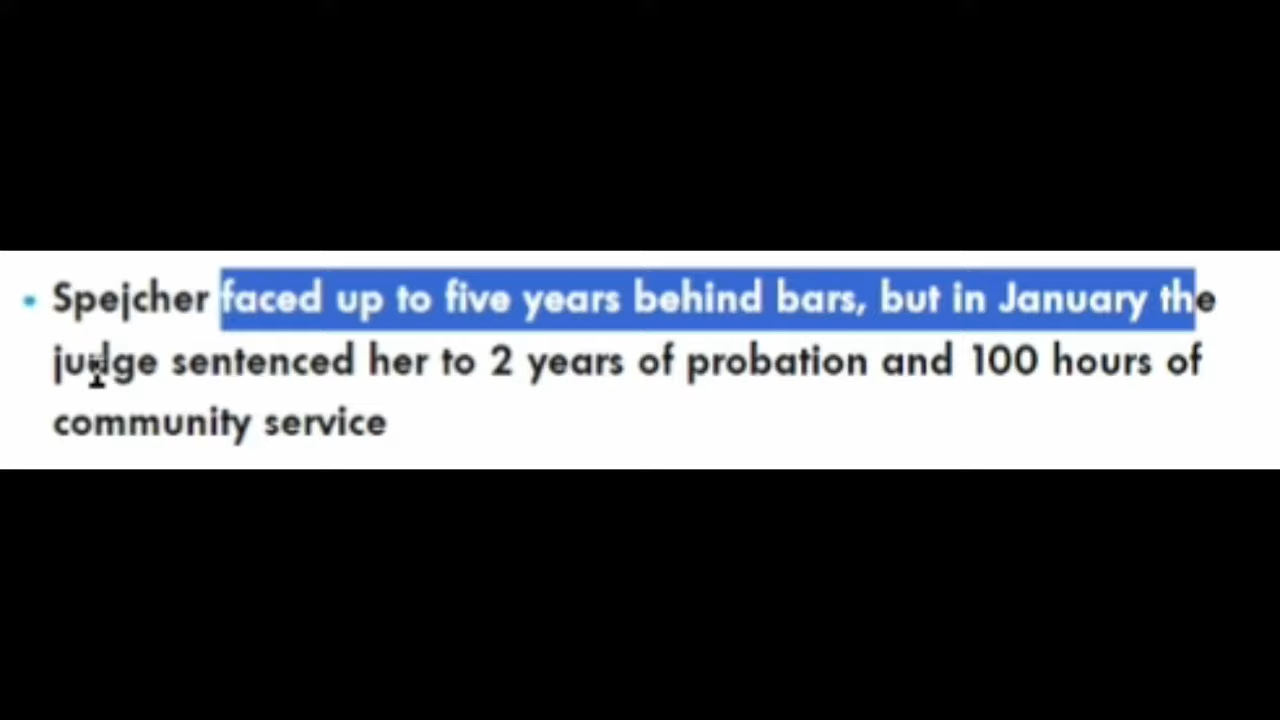 • Spejcher faced up to five years behind bars, but in January the
judge sentenced her to 2 years of probation and 100 hours of
community service